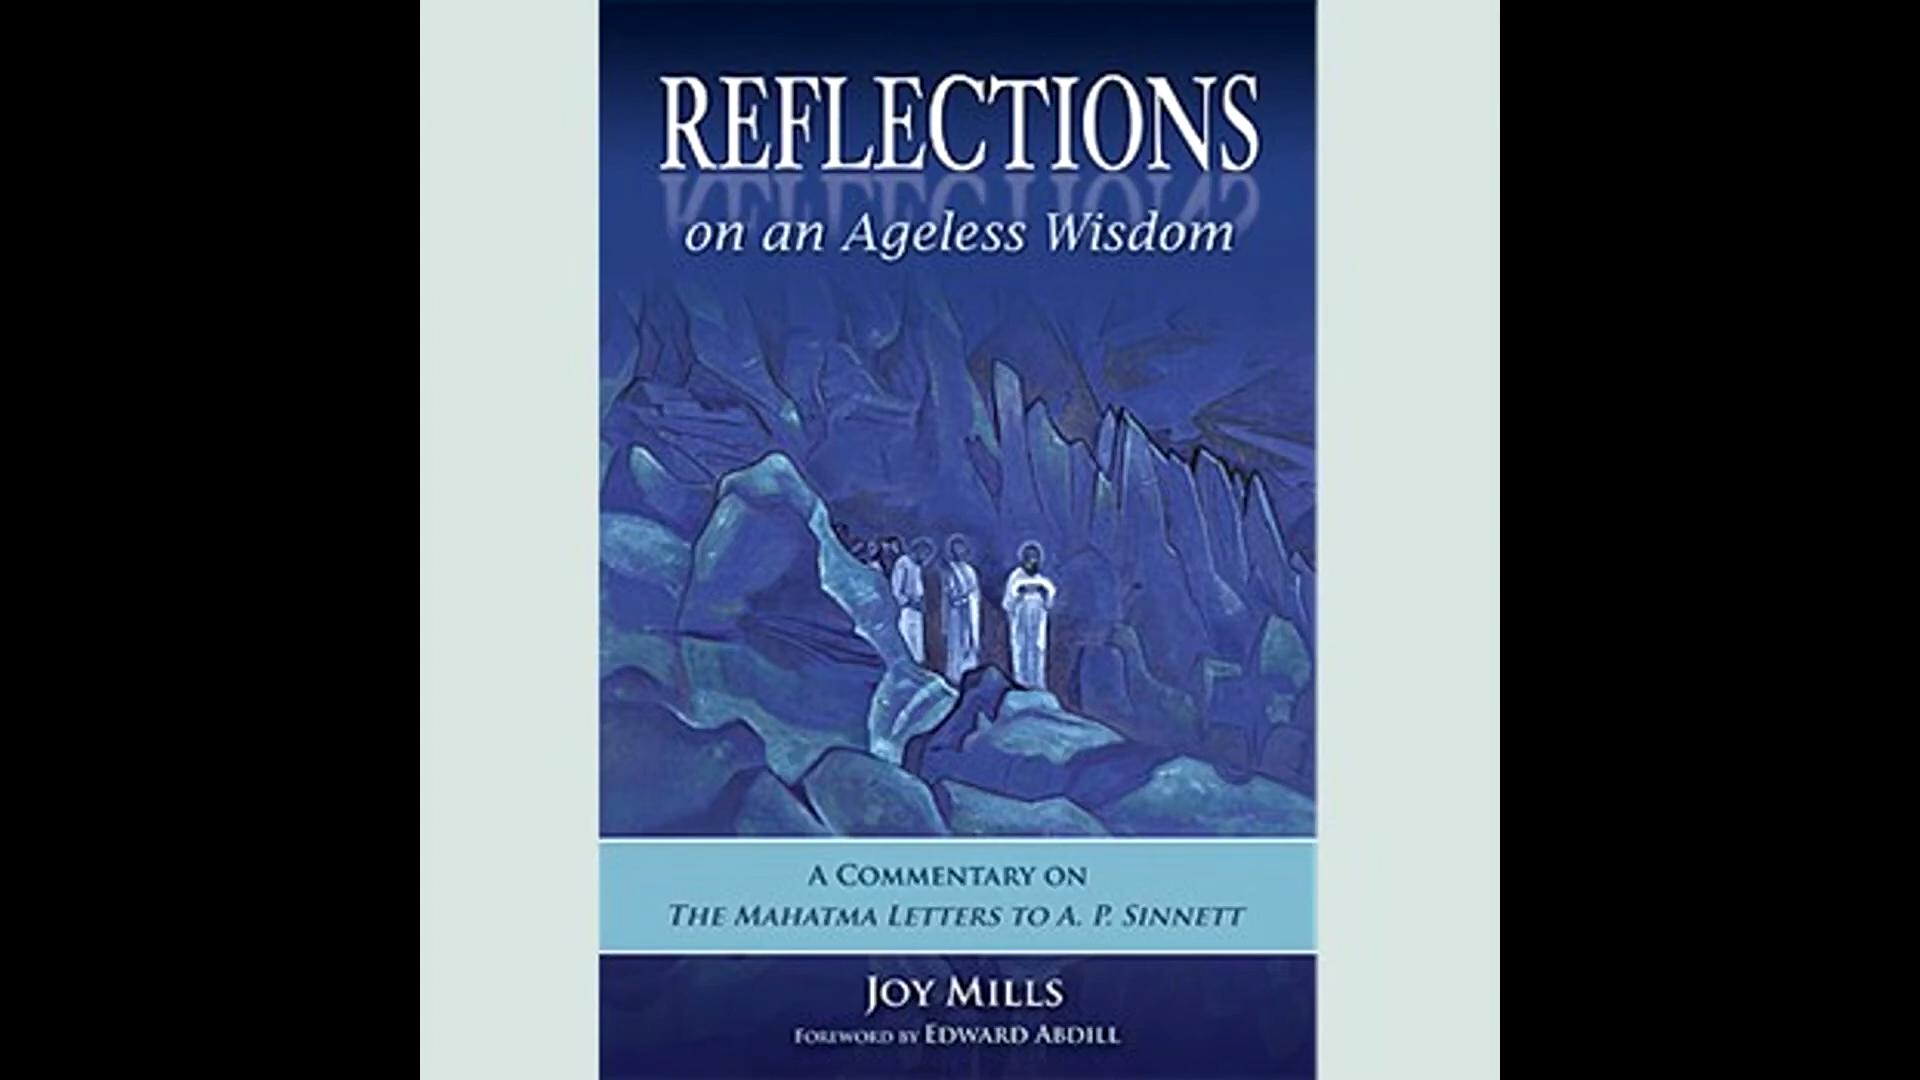 REFLECTIONS
on an Ageless Wisdom
A COMMENTARY ON
THE MAHATMA LETTERS TO A. P. SINNETT
JOY MILLS
FOREWORD BY EDWARD ABDILL